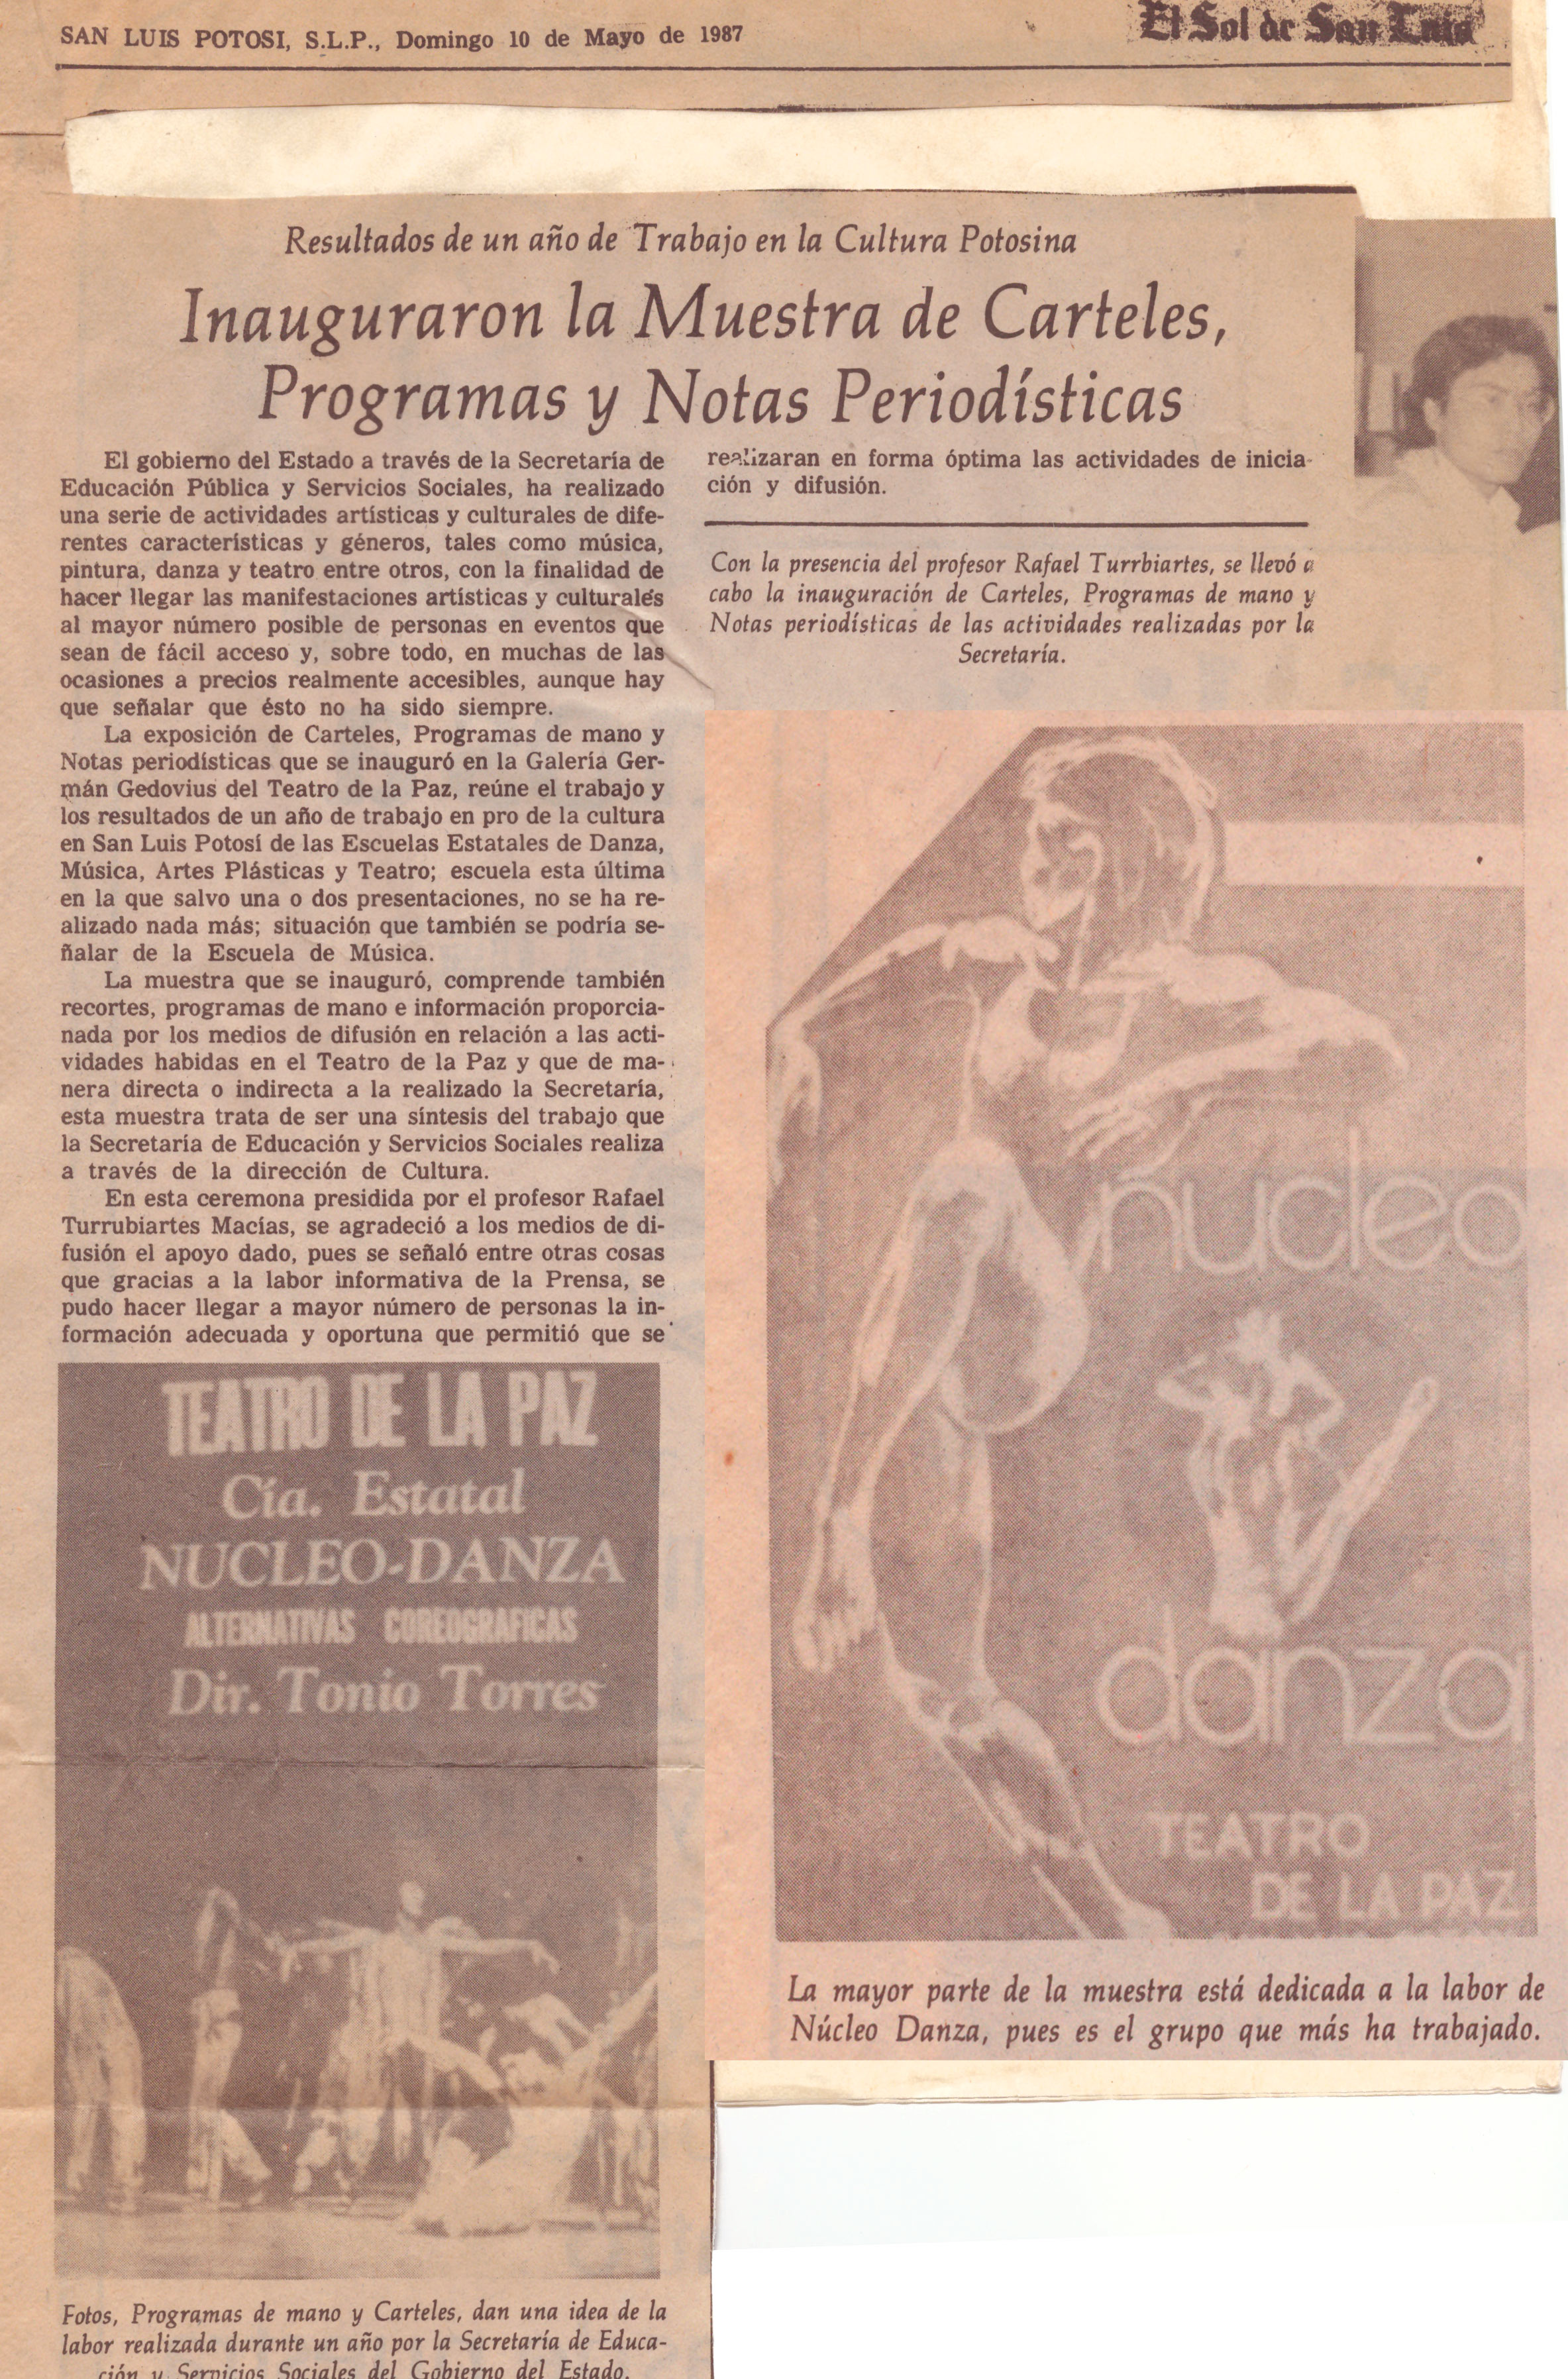 SAN LUIS POTOSI, S.L.P., Domingo 10 de Mayo de 1987
El Sol de San Luis
Resultados de un año de Trabajo en la Cultura Potosina
Inauguraron la Muestra de Carteles,
Programas y Notas Periodísticas
El gobierno del Estado a través de la Secretaría de
Educación Pública y Servicios Sociales, ha realizado
una serie de actividades artísticas y culturales de dife-
rentes características y géneros, tales como música,
pintura, danza y teatro entre otros, con la finalidad de
hacer llegar las manifestaciones artísticas y culturales
al mayor número posible de personas en eventos que
sean de fácil acceso y, sobre todo, en muchas de las
ocasiones a precios realmente accesibles, aunque hay
que señalar que ésto no ha sido siempre.
La exposición de Carteles, Programas de mano y
Notas periodísticas que se inauguró en la Galería Ger-
mán Gedovius del Teatro de la Paz, reúne el trabajo y
los resultados de un año de trabajo en pro de la cultura
en San Luis Potosí de las Escuelas Estatales de Danza,
Música, Artes Plásticas y Teatro; escuela esta última
en la que salvo una o dos presentaciones, no se ha re-
alizado nada más; situación que también se podría se-
ñalar de la Escuela de Música.
La muestra que se inauguró, comprende también
recortes, programas de mano e información proporcia-
nada por los medios de difusión en relación a las acti-
vidades habidas en el Teatro de la Paz y que de ma-
nera directa o indirecta a la realizado la Secretaría,
esta muestra trata de ser una síntesis del trabajo que
la Secretaría de Educación y Servicios Sociales realiza
a través de la dirección de Cultura.
En esta ceremona presidida por el profesor Rafael
Turrubiartes Macías, se agradeció a los medios de di-
fusión el apoyo dado, pues se señaló entre otras cosas
que gracias a la labor informativa de la Prensa, se
pudo hacer llegar a mayor número de personas la in-
formación adecuada y oportuna que permitió que se
realizaran en forma óptima las actividades de inicia-
ción y difusión.
Con la presencia del profesor Rafael Turrbiartes, se llevó a
cabo la inauguración de Carteles, Programas de mano y
Notas periodísticas de las actividades realizadas por la
Secretaría.
TEATRO DE LA PAZ
Cía. Estatal
NUCLEO-DANZA
ALTERNATIVAS COREOGRAFICAS
Dir. Tonio Torres
Fotos, Programas de mano y Carteles, dan una idea de la
labor realizada durante un año por la Secretaría de Educa-
ción y Servicios Sociales del Gobierno del Estado.
núcleo
danza
TEATRO
DE LA PAZ
La mayor parte de la muestra está dedicada a la labor de
Núcleo Danza, pues es el grupo que más ha trabajado.